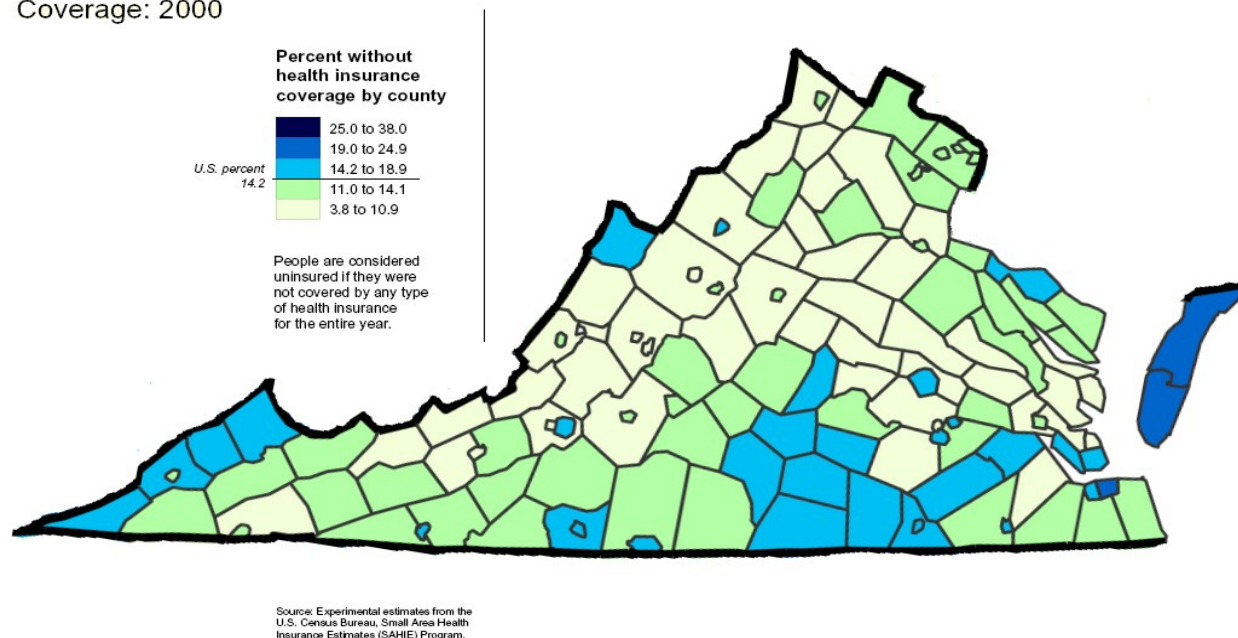 Coverage: 2000
Percent without
health insurance
coverage by county
25.0 to 38.0
19.0 to 24.9
U.S. percent
14.2
14.2 to 18.9
11.0 to 14.1
3.8 to 10.9
People are considered
uninsured if they were
not covered by any type
of health insurance
for the entire year.
Source: Experimental estimates from the
U.S. Census Bureau, Small Area Health
Insurance Estimates (SAHIE) Program.